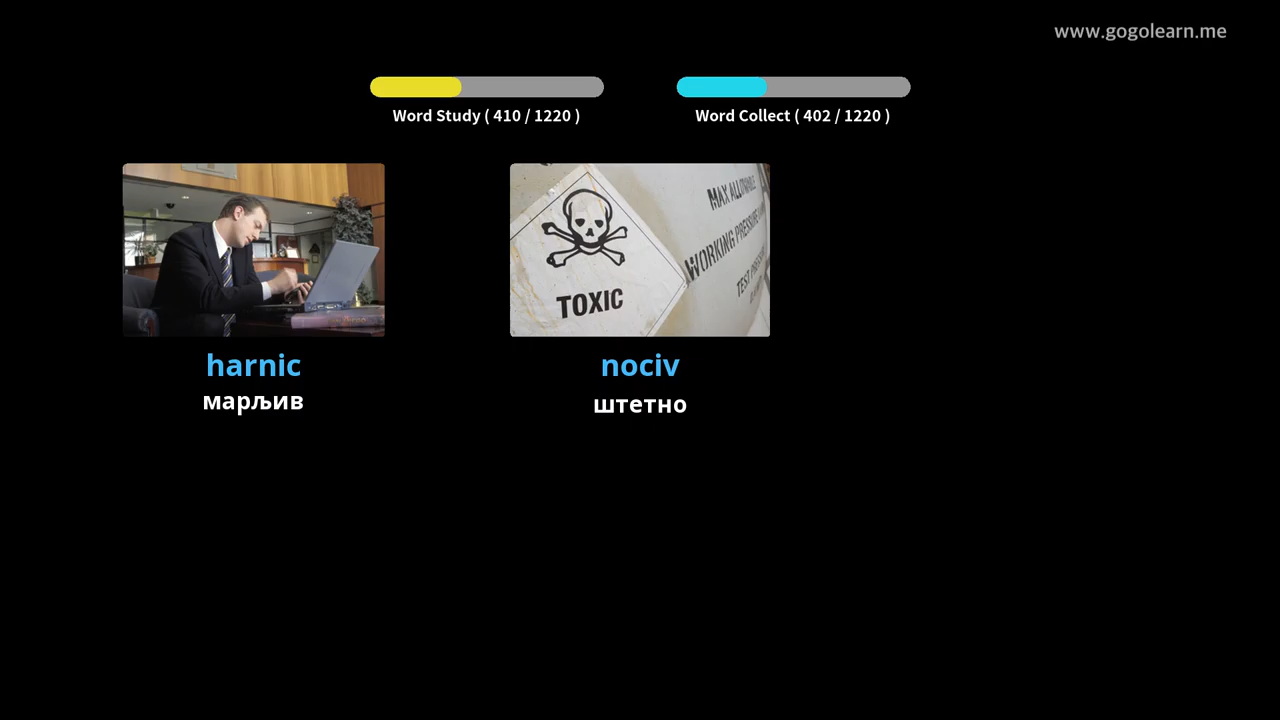 www.gogolearn.me
Word Study ( 410 / 1220 )
Word Collect ( 402 / 1220 )
TOXIC
MAX ALLOWABLE
WORKING PRESSURE
TEST PRESSURE
harnic
марљив
nociv
штетно